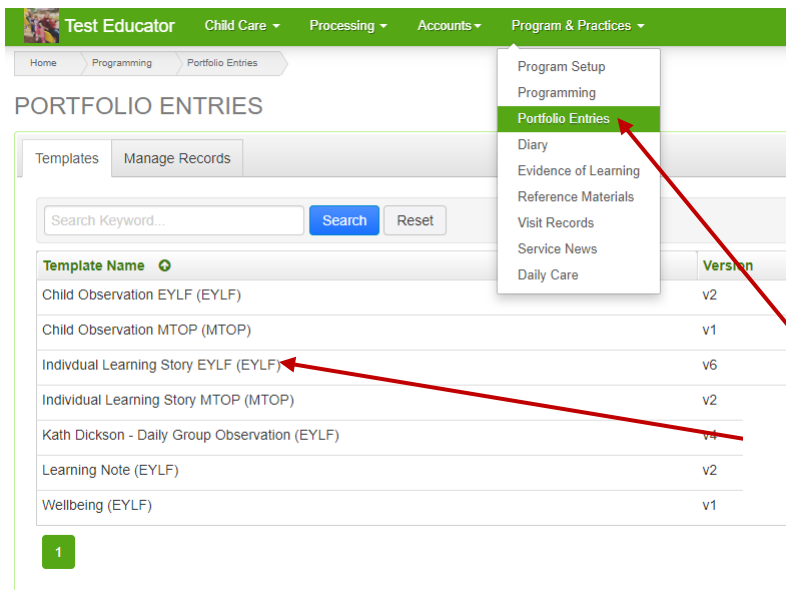 Test Educator Child Care Processing Accounts Program & Practices
Home Programming Portfolio Entries
Program Setup
Programming
Portfolio Entries
Diary
Evidence of Learning
Reference Materials
Visit Records
Service News
Daily Care
PORTFOLIO ENTRIES
Templates Manage Records
Search Keyword... Search Reset
Template Name Version
Child Observation EYLF (EYLF) v2
Child Observation MTOP (MTOP) v1
Indivdual Learning Story EYLF (EYLF) v6
Individual Learning Story MTOP (MTOP) v2
Kath Dickson - Daily Group Observation (EYLF) v4
Learning Note (EYLF) v2
Wellbeing (EYLF) v1
1